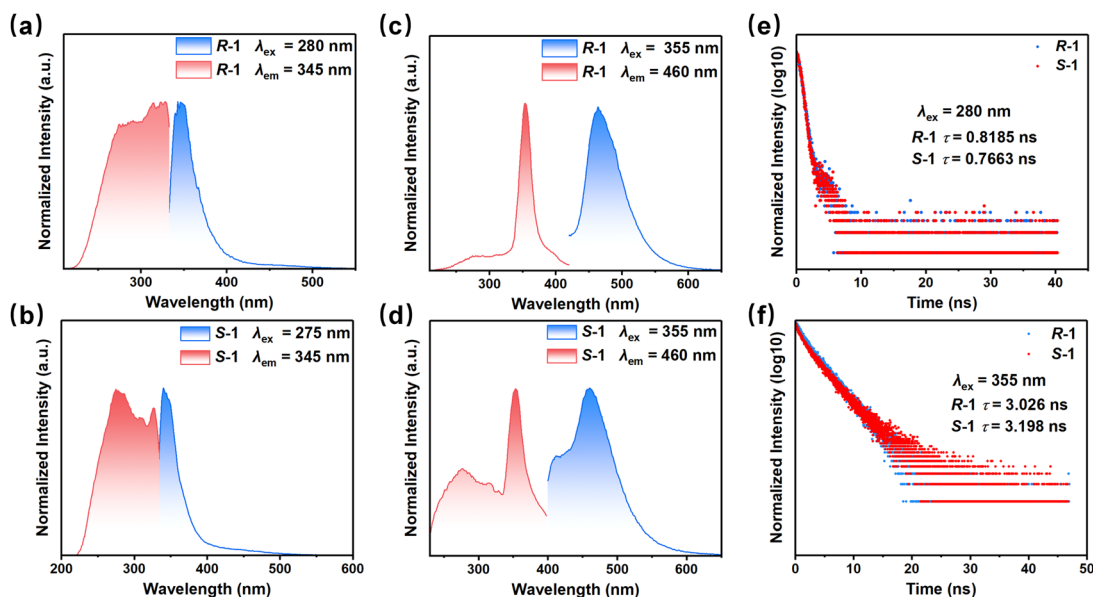 (a)
R-1 λex = 280 nm
R-1 λem = 345 nm
Normalized Intensity (a.u.)
300 400 500
Wavelength (nm)
(c)
R-1 λex = 355 nm
R-1 λem = 460 nm
Normalized Intensity (a.u.)
300 400 500 600
Wavelength (nm)
(e)
R-1
S-1
λex = 280 nm
R-1 τ = 0.8185 ns
S-1 τ = 0.7663 ns
Normalized Intensity (log10)
0 10 20 30 40
Time (ns)
(b)
S-1 λex = 275 nm
S-1 λem = 345 nm
Normalized Intensity (a.u.)
200 300 400 500 600
Wavelength (nm)
(d)
S-1 λex = 355 nm
S-1 λem = 460 nm
Normalized Intensity (a.u.)
300 400 500 600
Wavelength (nm)
(f)
R-1
S-1
λex = 355 nm
R-1 τ = 3.026 ns
S-1 τ = 3.198 ns
Normalized Intensity (log10)
0 10 20 30 40 50
Time (ns)